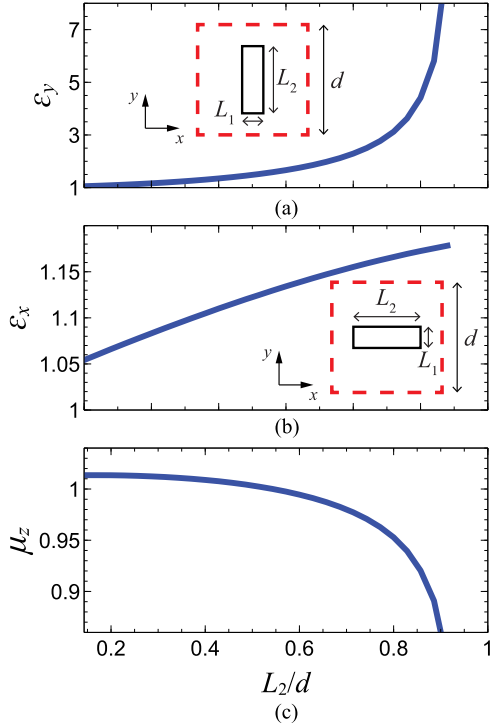 ε_y
7
5
3
1
L_1
L_2
d
y
x
(a)
ε_x
1.15
1.1
1.05
1
L_2
L_1
d
y
x
(b)
μ_z
1
0.95
0.9
0.2 0.4 0.6 0.8 1
L_2/d
(c)